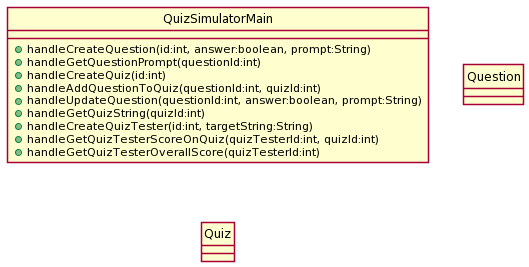 QuizSimulatorMain
handleCreateQuestion(id:int, answer:boolean, prompt:String)
handleGetQuestionPrompt(questionId:int)
handleCreateQuiz(id:int)
handleAddQuestionToQuiz(questionId:int, quizId:int)
handleUpdateQuestion(questionId:int, answer:boolean, prompt:String)
handleGetQuizString(quizId:int)
handleCreateQuizTester(id:int, targetString:String)
handleGetQuizTesterScoreOnQuiz(quizTesterId:int, quizId:int)
handleGetQuizTesterOverallScore(quizTesterId:int)
Question
Quiz